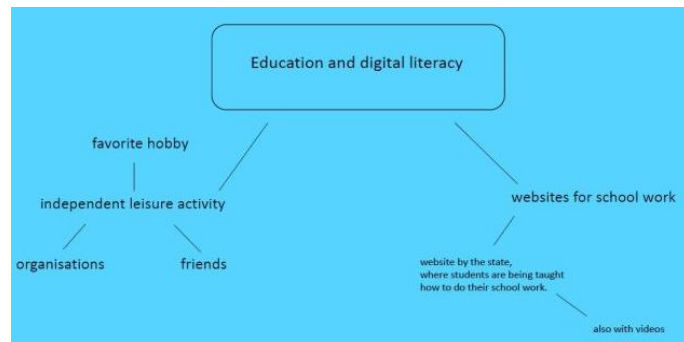 Education and digital literacy
favorite hobby
independent leisure activity
organisations
friends
websites for school work
website by the state,
where students are being taught
how to do their school work.
also with videos